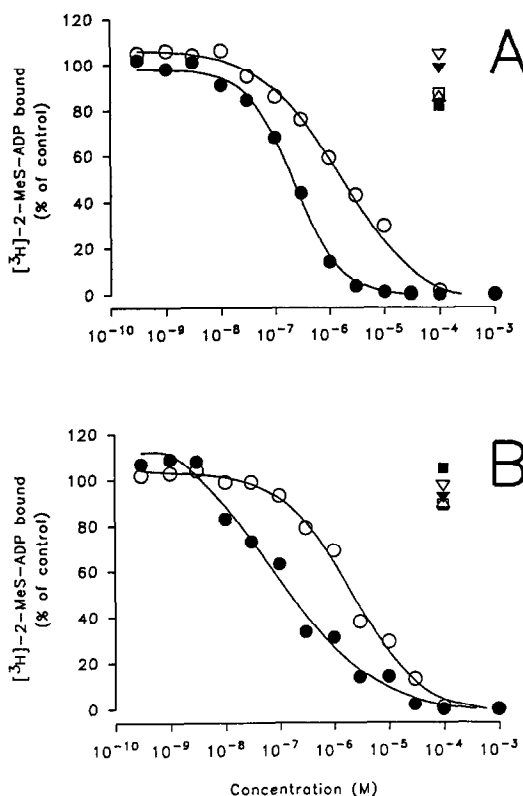 A
[³H]-2-MeS-ADP bound
(% of control)
120
100
80
60
40
20
0
10⁻¹⁰ 10⁻⁹ 10⁻⁸ 10⁻⁷ 10⁻⁶ 10⁻⁵ 10⁻⁴ 10⁻³
B
[³H]-2-MeS-ADP bound
(% of control)
120
100
80
60
40
20
0
10⁻¹⁰ 10⁻⁹ 10⁻⁸ 10⁻⁷ 10⁻⁶ 10⁻⁵ 10⁻⁴ 10⁻³
Concentration (M)